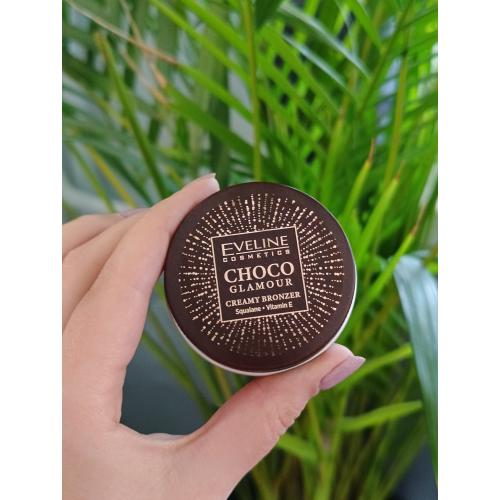 EVELINE
COSMETICS
CHOCO
GLAMOUR
CREAMY BRONZER
Squalane • Vitamin E